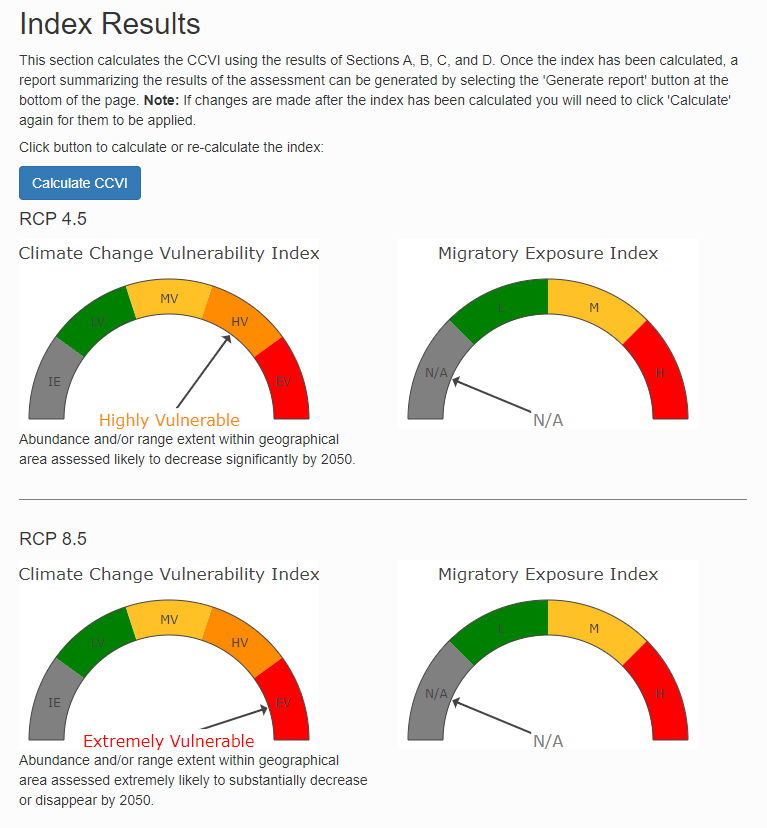 Index Results
This section calculates the CCVI using the results of Sections A, B, C, and D. Once the index has been calculated, a
report summarizing the results of the assessment can be generated by selecting the 'Generate report' button at the
bottom of the page. Note: If changes are made after the index has been calculated you will need to click 'Calculate'
again for them to be applied.
Click button to calculate or re-calculate the index:
Calculate CCVI
RCP 4.5
Climate Change Vulnerability Index
IE
LV
MV
HV
EV
Highly Vulnerable
Abundance and/or range extent within geographical
area assessed likely to decrease significantly by 2050.
Migratory Exposure Index
N/A
L
M
H
N/A
RCP 8.5
Climate Change Vulnerability Index
IE
LV
MV
HV
EV
Extremely Vulnerable
Abundance and/or range extent within geographical
area assessed extremely likely to substantially decrease
or disappear by 2050.
Migratory Exposure Index
N/A
L
M
H
N/A